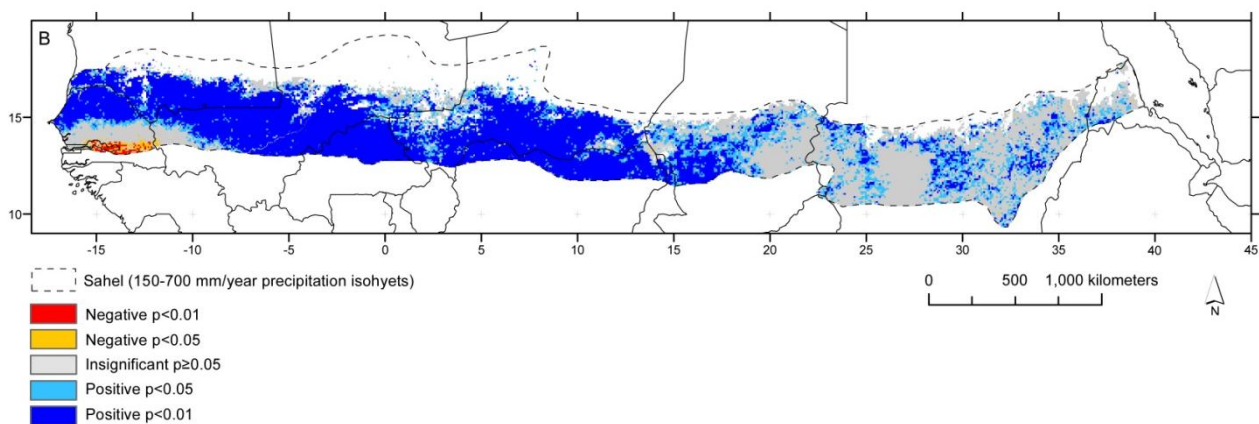 B
15
15
10
10
-15 -10 -5 0 5 10 15 20 25 30 35 40 45
Sahel (150-700 mm/year precipitation isohyets)
0 500 1,000 kilometers
Negative p<0.01
N
Negative p<0.05
Insignificant p≥0.05
Positive p<0.05
Positive p<0.01